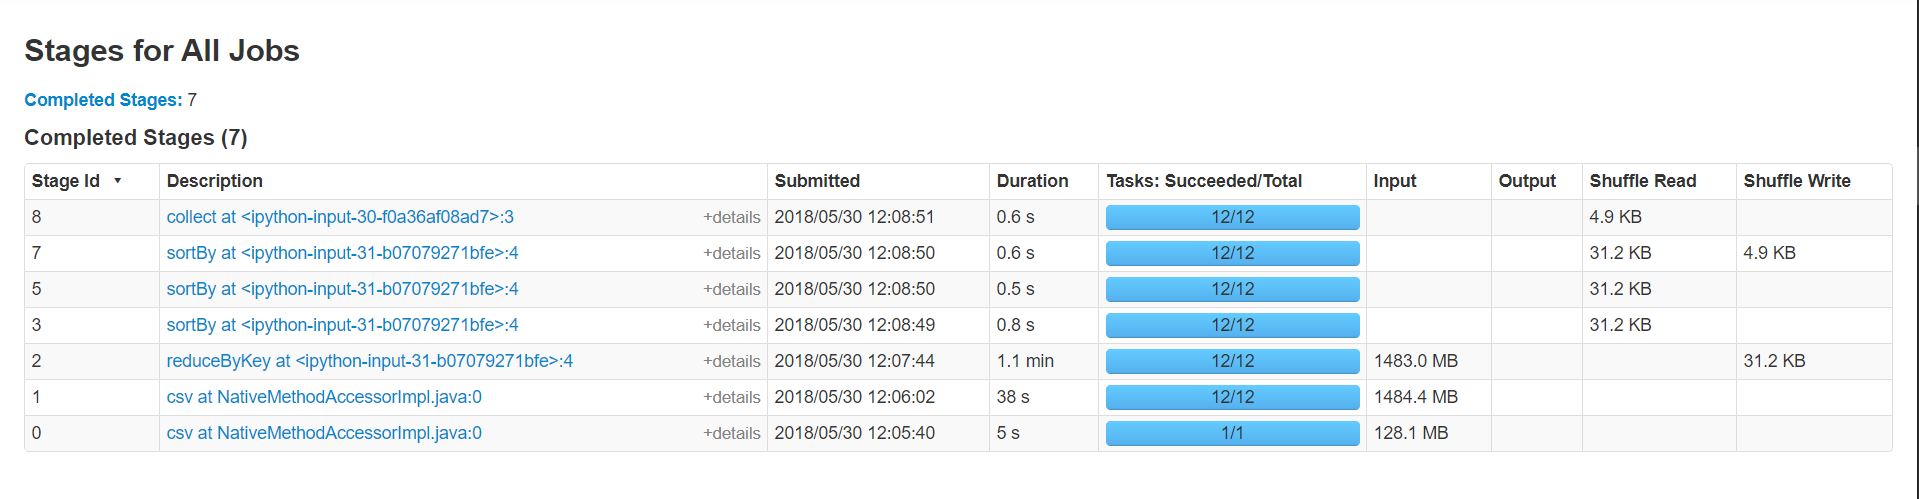 Stages for All Jobs
Completed Stages: 7
Completed Stages (7)
Stage Id ▾ Description Submitted Duration Tasks: Succeeded/Total Input Output Shuffle Read Shuffle Write
8 collect at <ipython-input-30-f0a36af08ad7>:3 +details 2018/05/30 12:08:51 0.6 s 12/12 4.9 KB
7 sortBy at <ipython-input-31-b07079271bfe>:4 +details 2018/05/30 12:08:50 0.6 s 12/12 31.2 KB 4.9 KB
5 sortBy at <ipython-input-31-b07079271bfe>:4 +details 2018/05/30 12:08:50 0.5 s 12/12 31.2 KB
3 sortBy at <ipython-input-31-b07079271bfe>:4 +details 2018/05/30 12:08:49 0.8 s 12/12 31.2 KB
2 reduceByKey at <ipython-input-31-b07079271bfe>:4 +details 2018/05/30 12:07:44 1.1 min 12/12 1483.0 MB 31.2 KB
1 csv at NativeMethodAccessorImpl.java:0 +details 2018/05/30 12:06:02 38 s 12/12 1484.4 MB
0 csv at NativeMethodAccessorImpl.java:0 +details 2018/05/30 12:05:40 5 s 1/1 128.1 MB